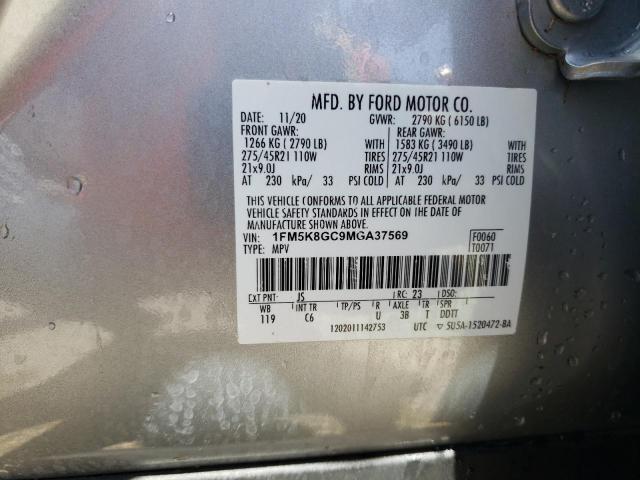 MFD. BY FORD MOTOR CO.
DATE: 11/20 GVWR: 2790 KG ( 6150 LB)
FRONT GAWR: REAR GAWR:
1266 KG ( 2790 LB) WITH 1583 KG ( 3490 LB) WITH
275/45R21 110W TIRES 275/45R21 110W TIRES
21x9.0J RIMS 21x9.0J RIMS
AT 230 kPa/ 33 PSI COLD AT 230 kPa/ 33 PSI COLD
THIS VEHICLE CONFORMS TO ALL APPLICABLE FEDERAL MOTOR
VEHICLE SAFETY STANDARDS IN EFFECT ON THE DATE OF
MANUFACTURE SHOWN ABOVE.
VIN: 1FM5K8GC9MGA37569 F0060
TYPE: MPV T0071
EXT PNT: JS RC: 23 DSO:
WB INT TR TP/PS R AXLE TR SPR
119 C6 U 3B T DDTT
1202011142753 UTC ▽ 5U5A-1520472-BA